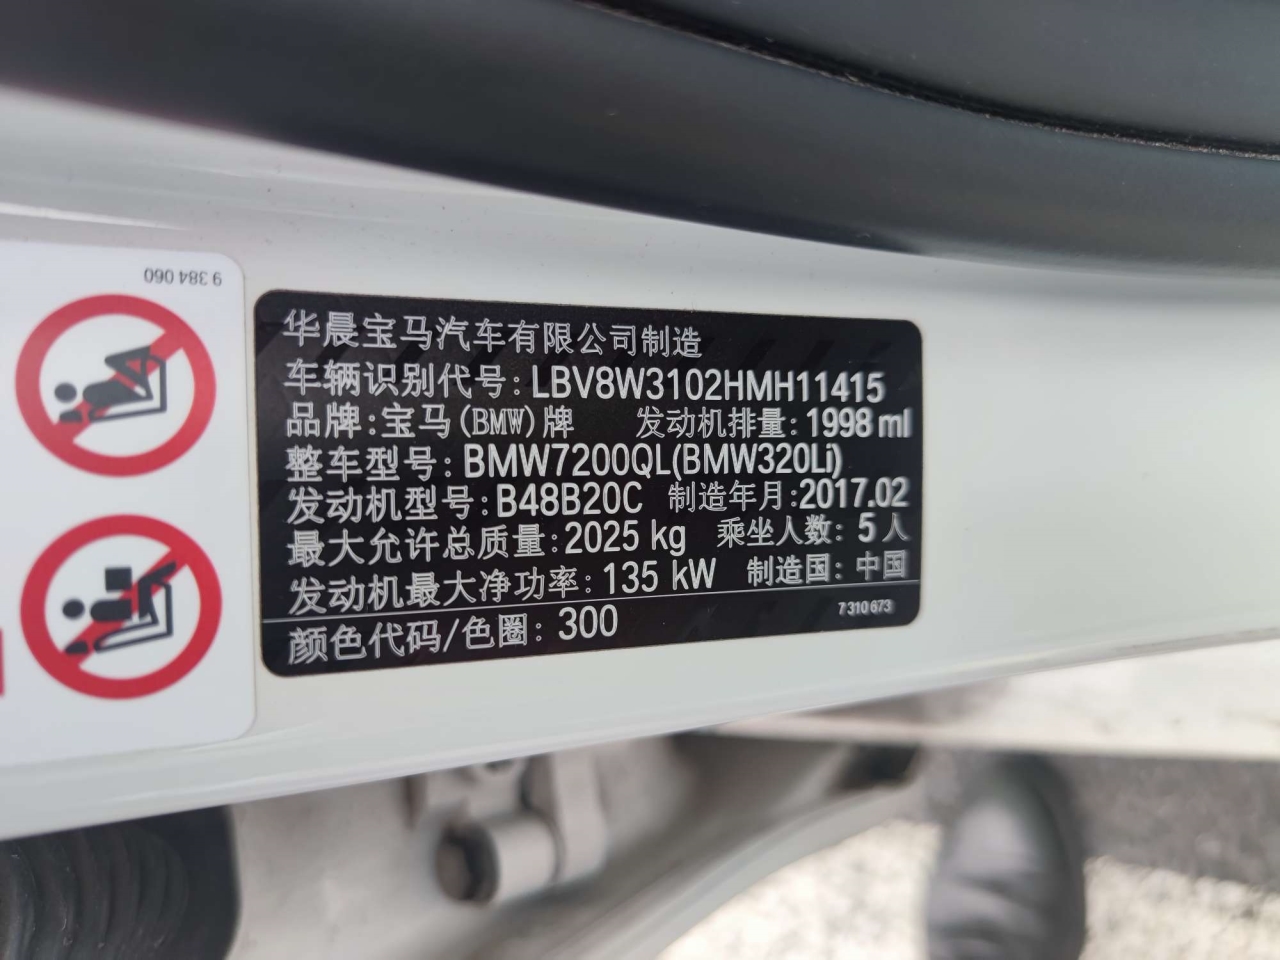 9 384 060
华晨宝马汽车有限公司制造
车辆识别代号: LBV8W3102HMH11415
品牌: 宝马(BMW)牌 发动机排量: 1998 ml
整车型号: BMW7200QL(BMW320Li)
发动机型号: B48B20C 制造年月: 2017.02
最大允许总质量: 2025 kg 乘坐人数: 5 人
发动机最大净功率: 135 kW 制造国: 中国
颜色代码/色圈: 300 7 310 673